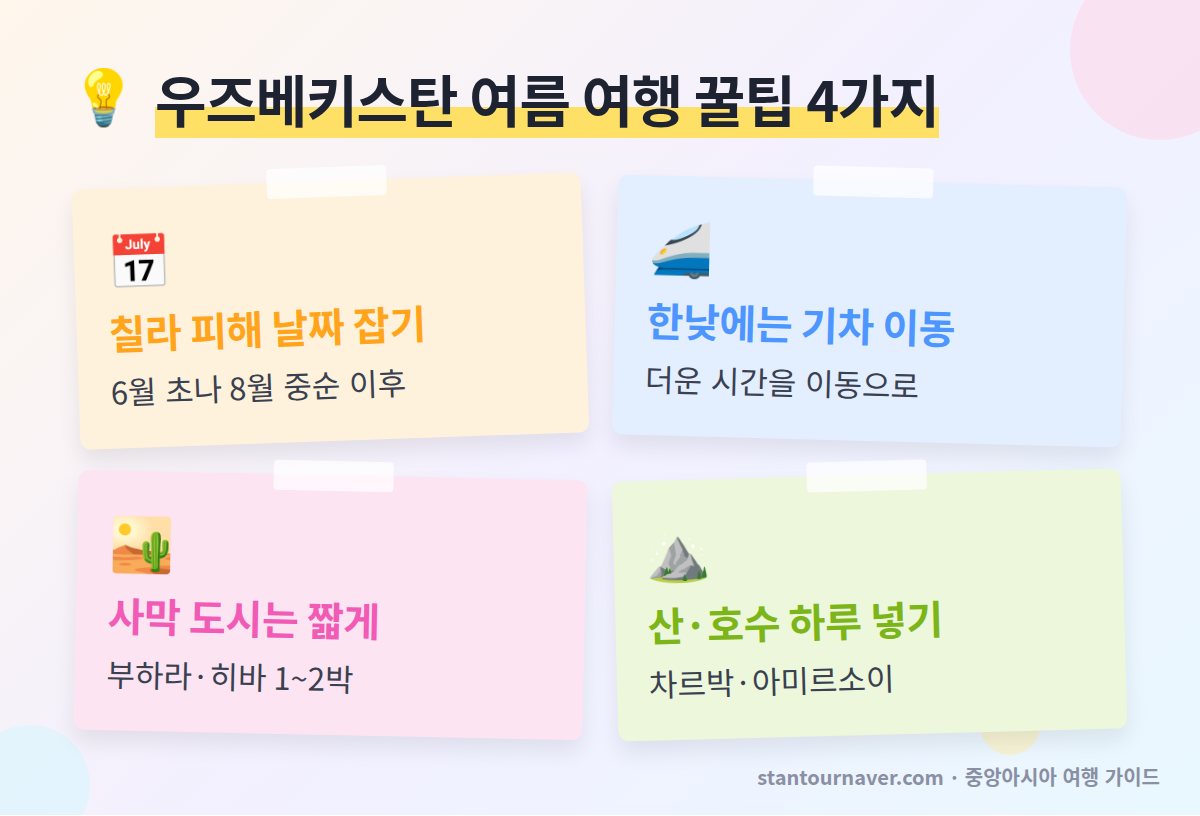 우즈베키스탄 여름 여행 꿀팁 4가지
July
17
칠라 피해 날짜 잡기
6월 초나 8월 중순 이후
한낮에는 기차 이동
더운 시간을 이동으로
사막 도시는 짧게
부하라·히바 1~2박
산·호수 하루 넣기
차르박·아미르소이
stantournaver.com · 중앙아시아 여행 가이드